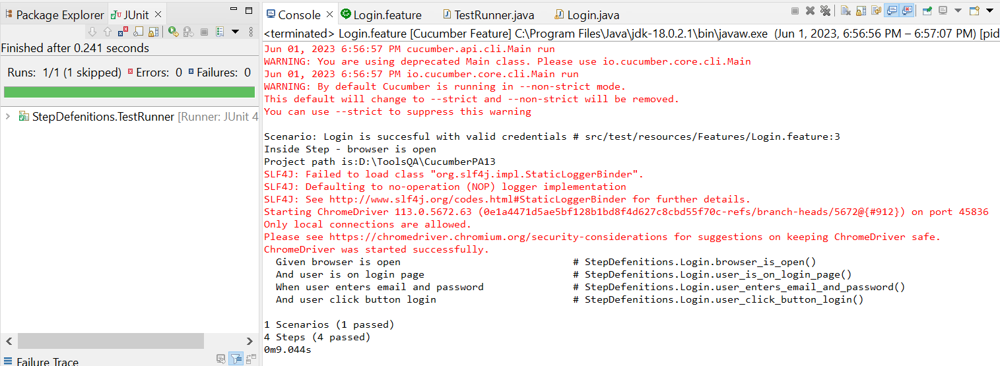 Package Explorer
JUnit
Finished after 0.241 seconds
Runs: 1/1 (1 skipped) Errors: 0 Failures: 0
StepDefenitions.TestRunner [Runner: JUnit 4
Failure Trace
Console Login.feature TestRunner.java Login.java
<terminated> Login.feature [Cucumber Feature] C:\Program Files\Java\jdk-18.0.2.1\bin\javaw.exe (Jun 1, 2023, 6:56:56 PM – 6:57:07 PM) [pid
Jun 01, 2023 6:56:57 PM cucumber.api.cli.Main run
WARNING: You are using deprecated Main class. Please use io.cucumber.core.cli.Main
Jun 01, 2023 6:56:57 PM io.cucumber.core.cli.Main run
WARNING: By default Cucumber is running in --non-strict mode.
This default will change to --strict and --non-strict will be removed.
You can use --strict to suppress this warning
Scenario: Login is succesful with valid credentials # src/test/resources/Features/Login.feature:3
Inside Step - browser is open
Project path is:D:\ToolsQA\CucumberPA13
SLF4J: Failed to load class "org.slf4j.impl.StaticLoggerBinder".
SLF4J: Defaulting to no-operation (NOP) logger implementation
SLF4J: See http://www.slf4j.org/codes.html#StaticLoggerBinder for further details.
Starting ChromeDriver 113.0.5672.63 (0e1a4471d5ae5bf128b1bd8f4d627c8cbd55f70c-refs/branch-heads/5672@{#912}) on port 45836
Only local connections are allowed.
Please see https://chromedriver.chromium.org/security-considerations for suggestions on keeping ChromeDriver safe.
ChromeDriver was started successfully.
Given browser is open # StepDefenitions.Login.browser_is_open()
And user is on login page # StepDefenitions.Login.user_is_on_login_page()
When user enters email and password # StepDefenitions.Login.user_enters_email_and_password()
And user click button login # StepDefenitions.Login.user_click_button_login()
1 Scenarios (1 passed)
4 Steps (4 passed)
0m9.044s